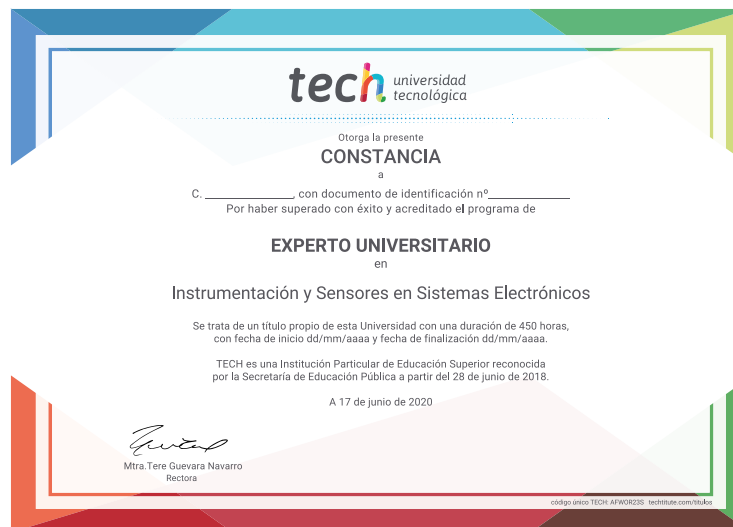 tech universidad
tecnológica
Otorga la presente
CONSTANCIA
a
C. ______________, con documento de identificación nº______________
Por haber superado con éxito y acreditado el programa de
EXPERTO UNIVERSITARIO
en
Instrumentación y Sensores en Sistemas Electrónicos
Se trata de un título propio de esta Universidad con una duración de 450 horas,
con fecha de inicio dd/mm/aaaa y fecha de finalización dd/mm/aaaa.
TECH es una Institución Particular de Educación Superior reconocida
por la Secretaría de Educación Pública a partir del 28 de junio de 2018.
A 17 de junio de 2020
Mtra.Tere Guevara Navarro
Rectora
código único TECH: AFWOR23S techtitute.com/titulos